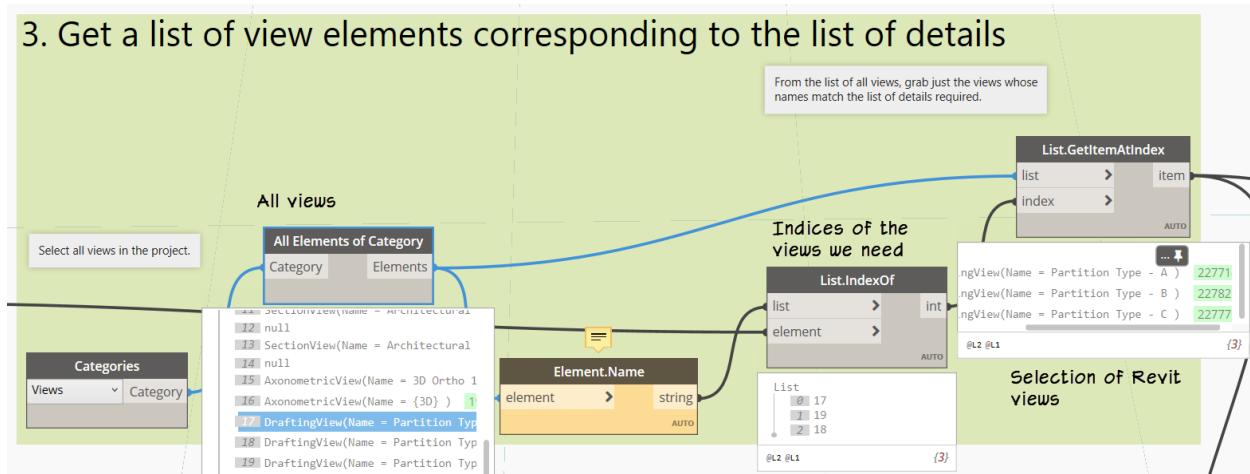 3. Get a list of view elements corresponding to the list of details
From the list of all views, grab just the views whose
names match the list of details required.
List.GetItemAtIndex
list > item
index >
AUTO
All views
Select all views in the project.
All Elements of Category
Category Elements
Indices of the
views we need
List.IndexOf
list > int
element >
AUTO
... 
ngView(Name = Partition Type - A ) 22771
ngView(Name = Partition Type - B ) 22782
ngView(Name = Partition Type - C ) 22777
@L2 @L1 {3}
11 SectionView(Name = Architectural
12 null
13 SectionView(Name = Architectural
14 null
15 AxonometricView(Name = 3D Ortho 1
16 AxonometricView(Name = {3D} )
17 DraftingView(Name = Partition Typ
18 DraftingView(Name = Partition Typ
19 DraftingView(Name = Partition Typ
Categories
Views Category
Element.Name
element > string
AUTO
List
0 17
1 19
2 18
@L2 @L1 {3}
Selection of Revit
views